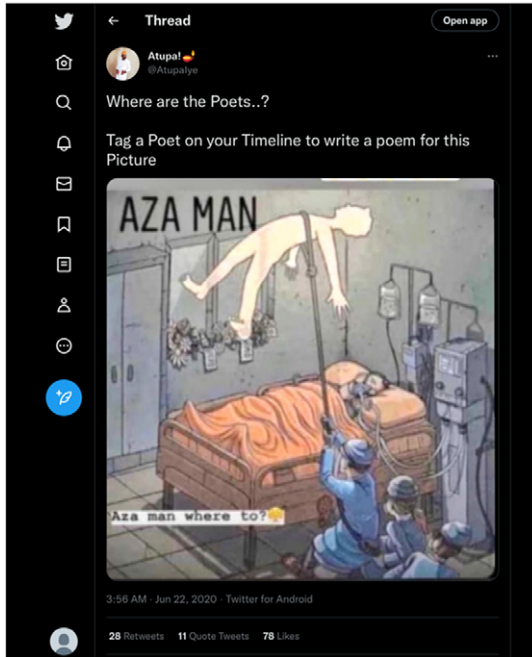 Thread
Open app
Atupa!
@Atupalye
Where are the Poets..?
Tag a Poet on your Timeline to write a poem for this
Picture
AZA MAN
Aza man where to?
3:56 AM · Jun 22, 2020 · Twitter for Android
28 Retweets 11 Quote Tweets 78 Likes